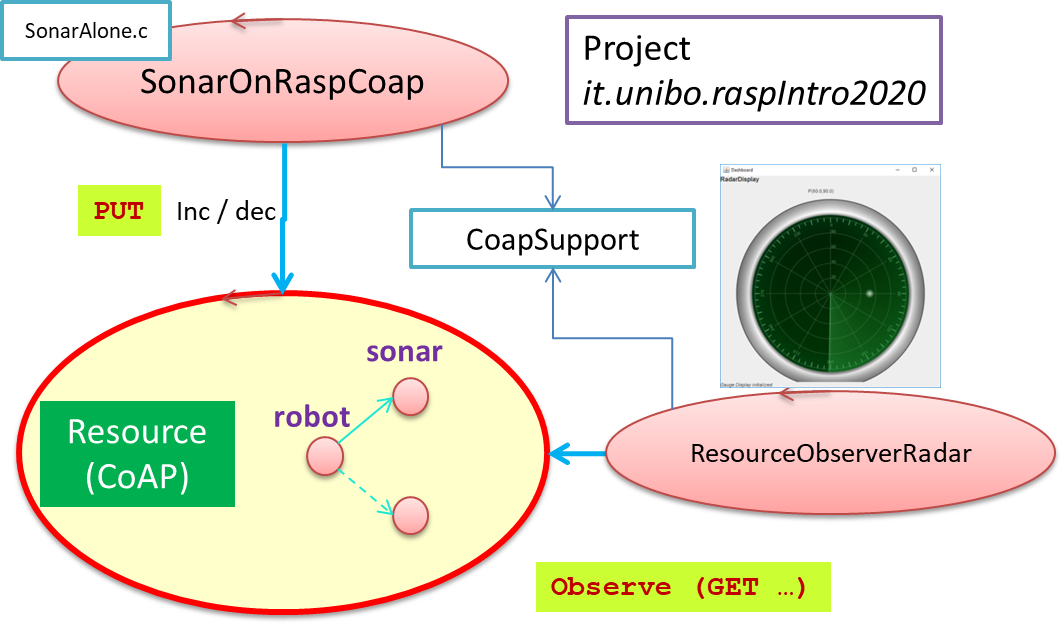 SonarAlone.c
SonarOnRaspCoap
Project
it.unibo.raspIntro2020
PUT
Inc / dec
CoapSupport
Dashboard
RadarDisplay
P(60.0,90.0)
Gauge Display initialized
sonar
robot
Resource
(CoAP)
ResourceObserverRadar
Observe (GET …)